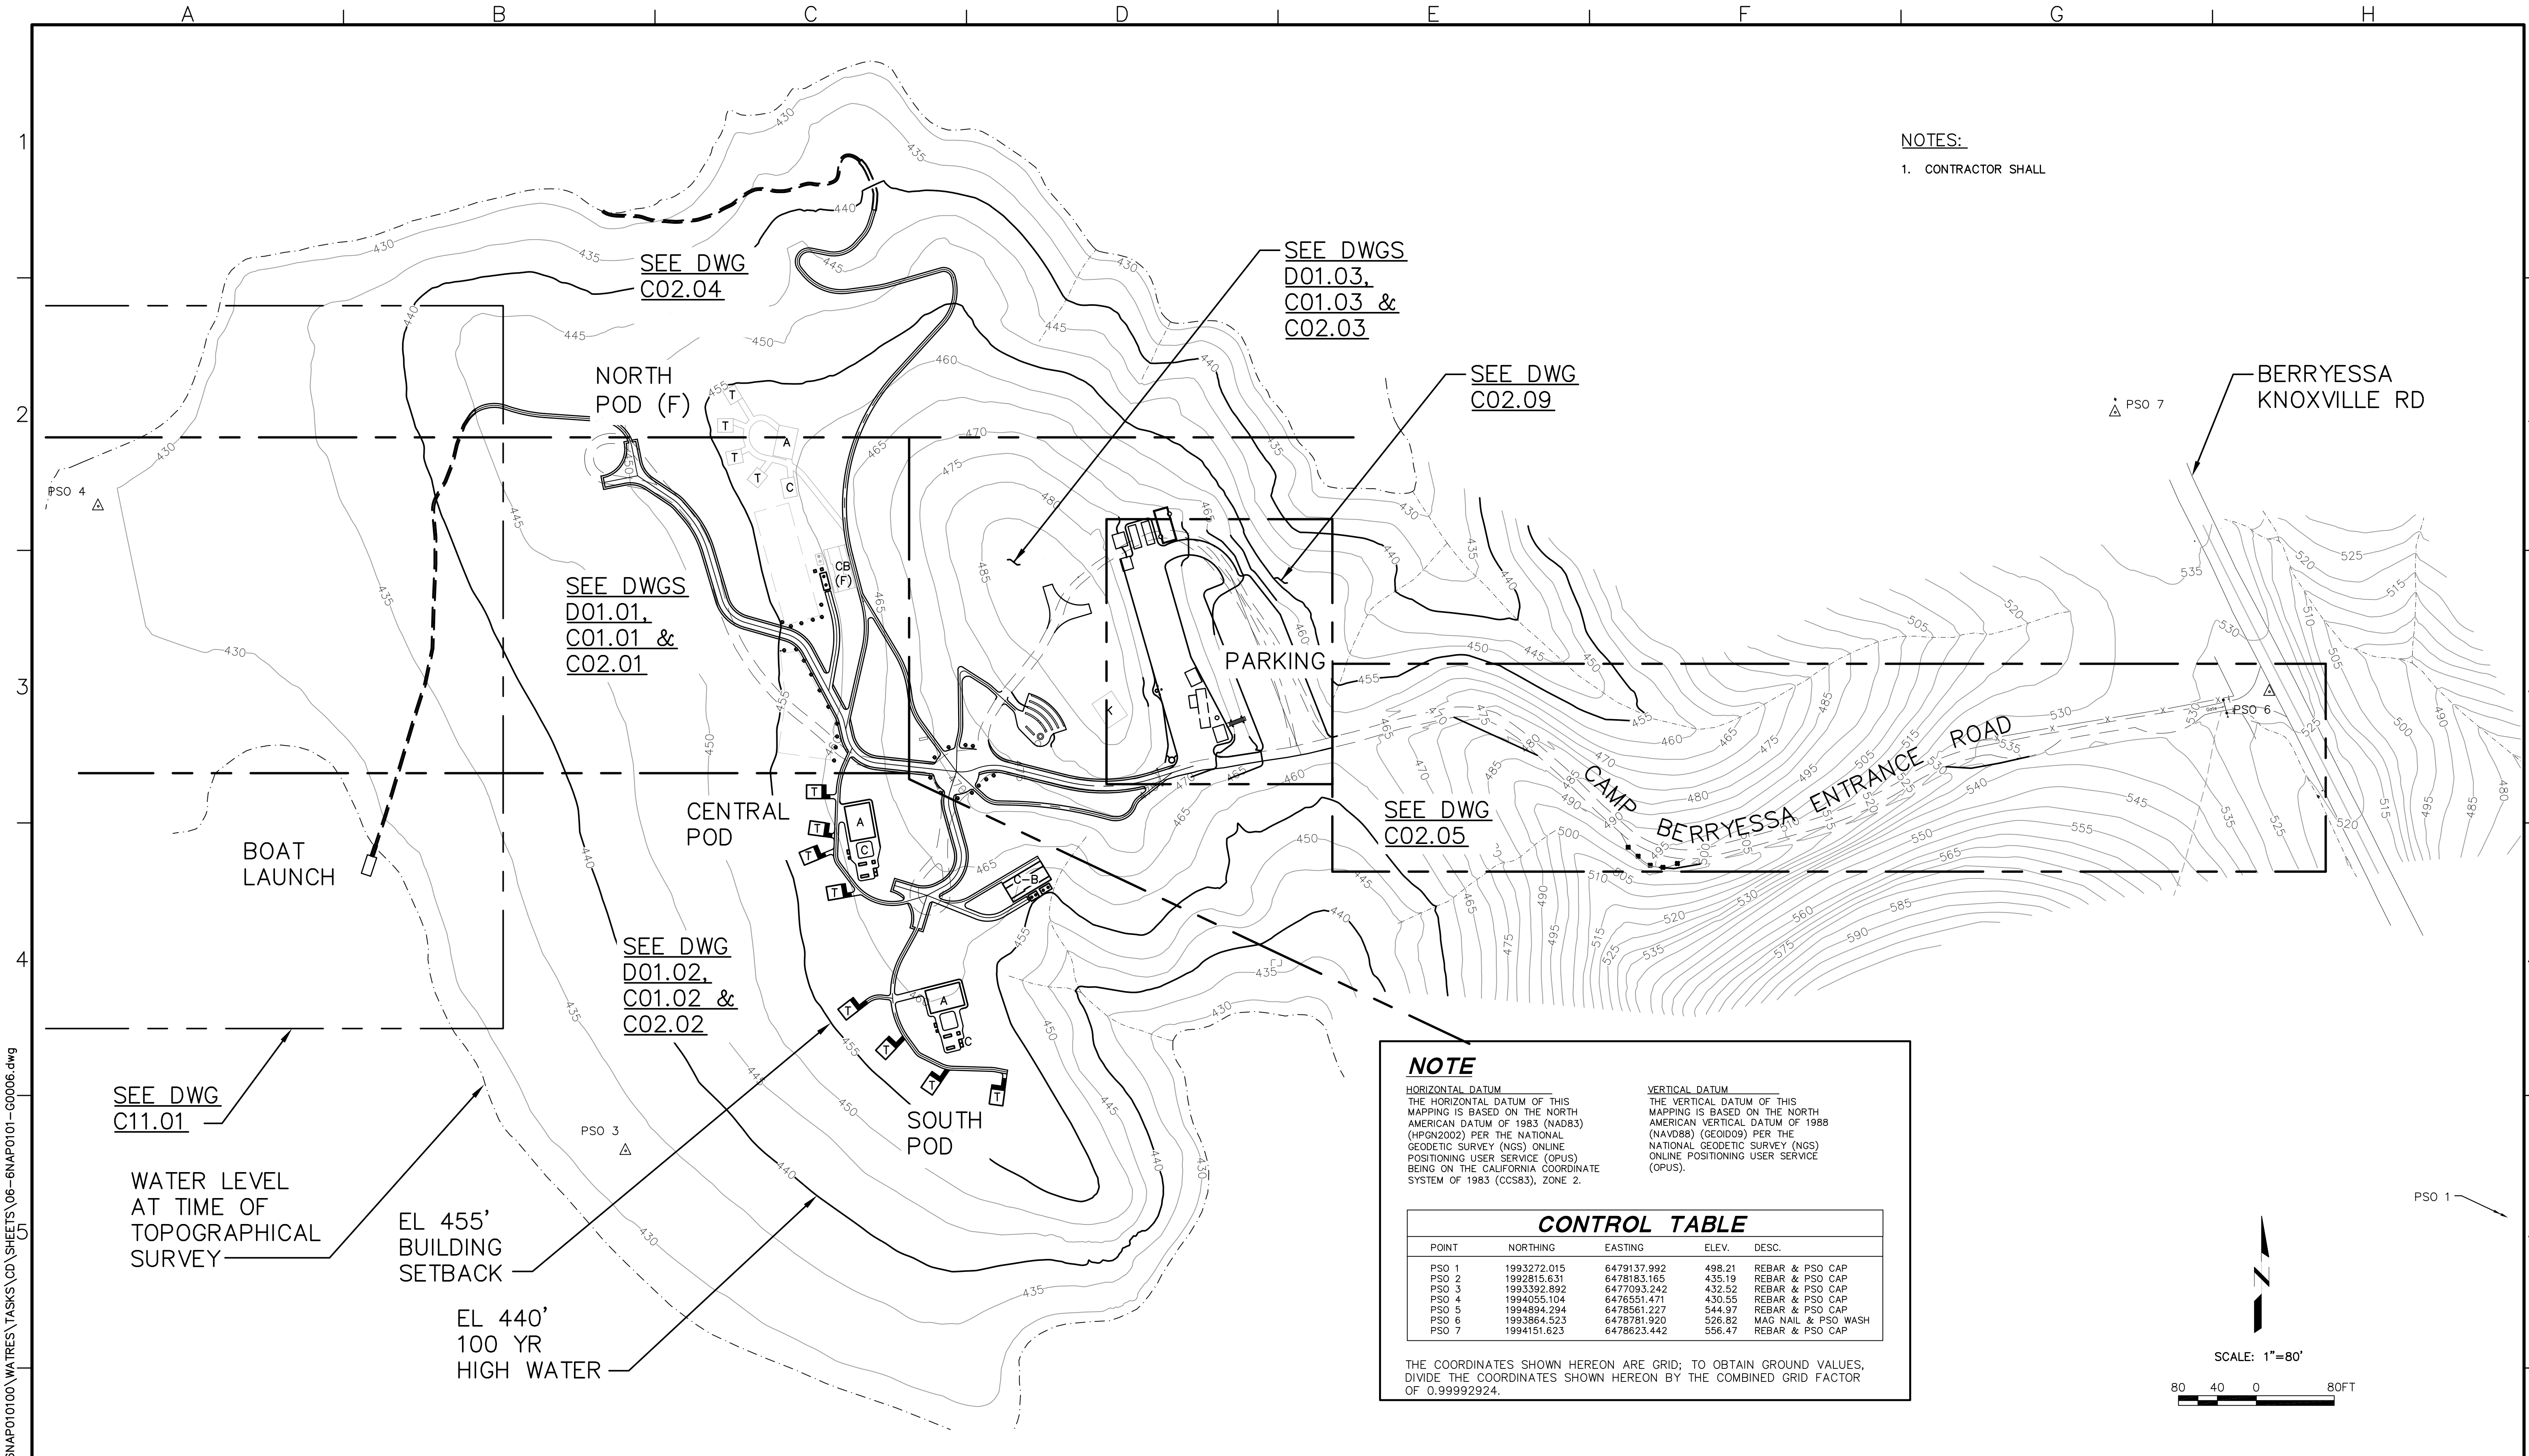 A B C D E F G H
1
2
3
4
5
NOTES:
1. CONTRACTOR SHALL
SEE DWG
C02.04
SEE DWGS
D01.03,
C01.03 &
C02.03
SEE DWG
C02.09
BERRYESSA
KNOXVILLE RD
NORTH
POD (F)
PSO 7
PSO 4
SEE DWGS
D01.01,
C01.01 &
C02.01
CB
(F)
PARKING
PSO 6
CAMP BERRYESSA ENTRANCE ROAD
CENTRAL
POD
SEE DWG
C02.05
BOAT
LAUNCH
C-B
SEE DWG
D01.02,
C01.02 &
C02.02
SEE DWG
C11.01
PSO 3
SOUTH
POD
WATER LEVEL
AT TIME OF
TOPOGRAPHICAL
SURVEY
EL 455'
BUILDING
SETBACK
EL 440'
100 YR
HIGH WATER
NOTE
HORIZONTAL DATUM
THE HORIZONTAL DATUM OF THIS
MAPPING IS BASED ON THE NORTH
AMERICAN DATUM OF 1983 (NAD83)
(HPGN2002) PER THE NATIONAL
GEODETIC SURVEY (NGS) ONLINE
POSITIONING USER SERVICE (OPUS)
BEING ON THE CALIFORNIA COORDINATE
SYSTEM OF 1983 (CCS83), ZONE 2.
VERTICAL DATUM
THE VERTICAL DATUM OF THIS
MAPPING IS BASED ON THE NORTH
AMERICAN VERTICAL DATUM OF 1988
(NAVD88) (GEOID09) PER THE
NATIONAL GEODETIC SURVEY (NGS)
ONLINE POSITIONING USER SERVICE
(OPUS).
CONTROL TABLE
POINT NORTHING EASTING ELEV. DESC.
PSO 1 1993272.015 6479137.992 498.21 REBAR & PSO CAP
PSO 2 1992815.631 6478183.165 435.19 REBAR & PSO CAP
PSO 3 1993392.892 6477093.242 432.52 REBAR & PSO CAP
PSO 4 1994055.104 6476551.471 430.55 REBAR & PSO CAP
PSO 5 1994894.294 6478561.227 544.97 REBAR & PSO CAP
PSO 6 1993864.523 6478781.920 526.82 MAG NAIL & PSO WASH
PSO 7 1994151.623 6478623.442 556.47 REBAR & PSO CAP
THE COORDINATES SHOWN HEREON ARE GRID; TO OBTAIN GROUND VALUES,
DIVIDE THE COORDINATES SHOWN HEREON BY THE COMBINED GRID FACTOR
OF 0.99992924.
PSO 1
N
SCALE: 1"=80'
80 40 0 80FT
6NAP010100\WATRES\TASKS\CD\SHEETS\06-6NAP0101-G0006.dwg